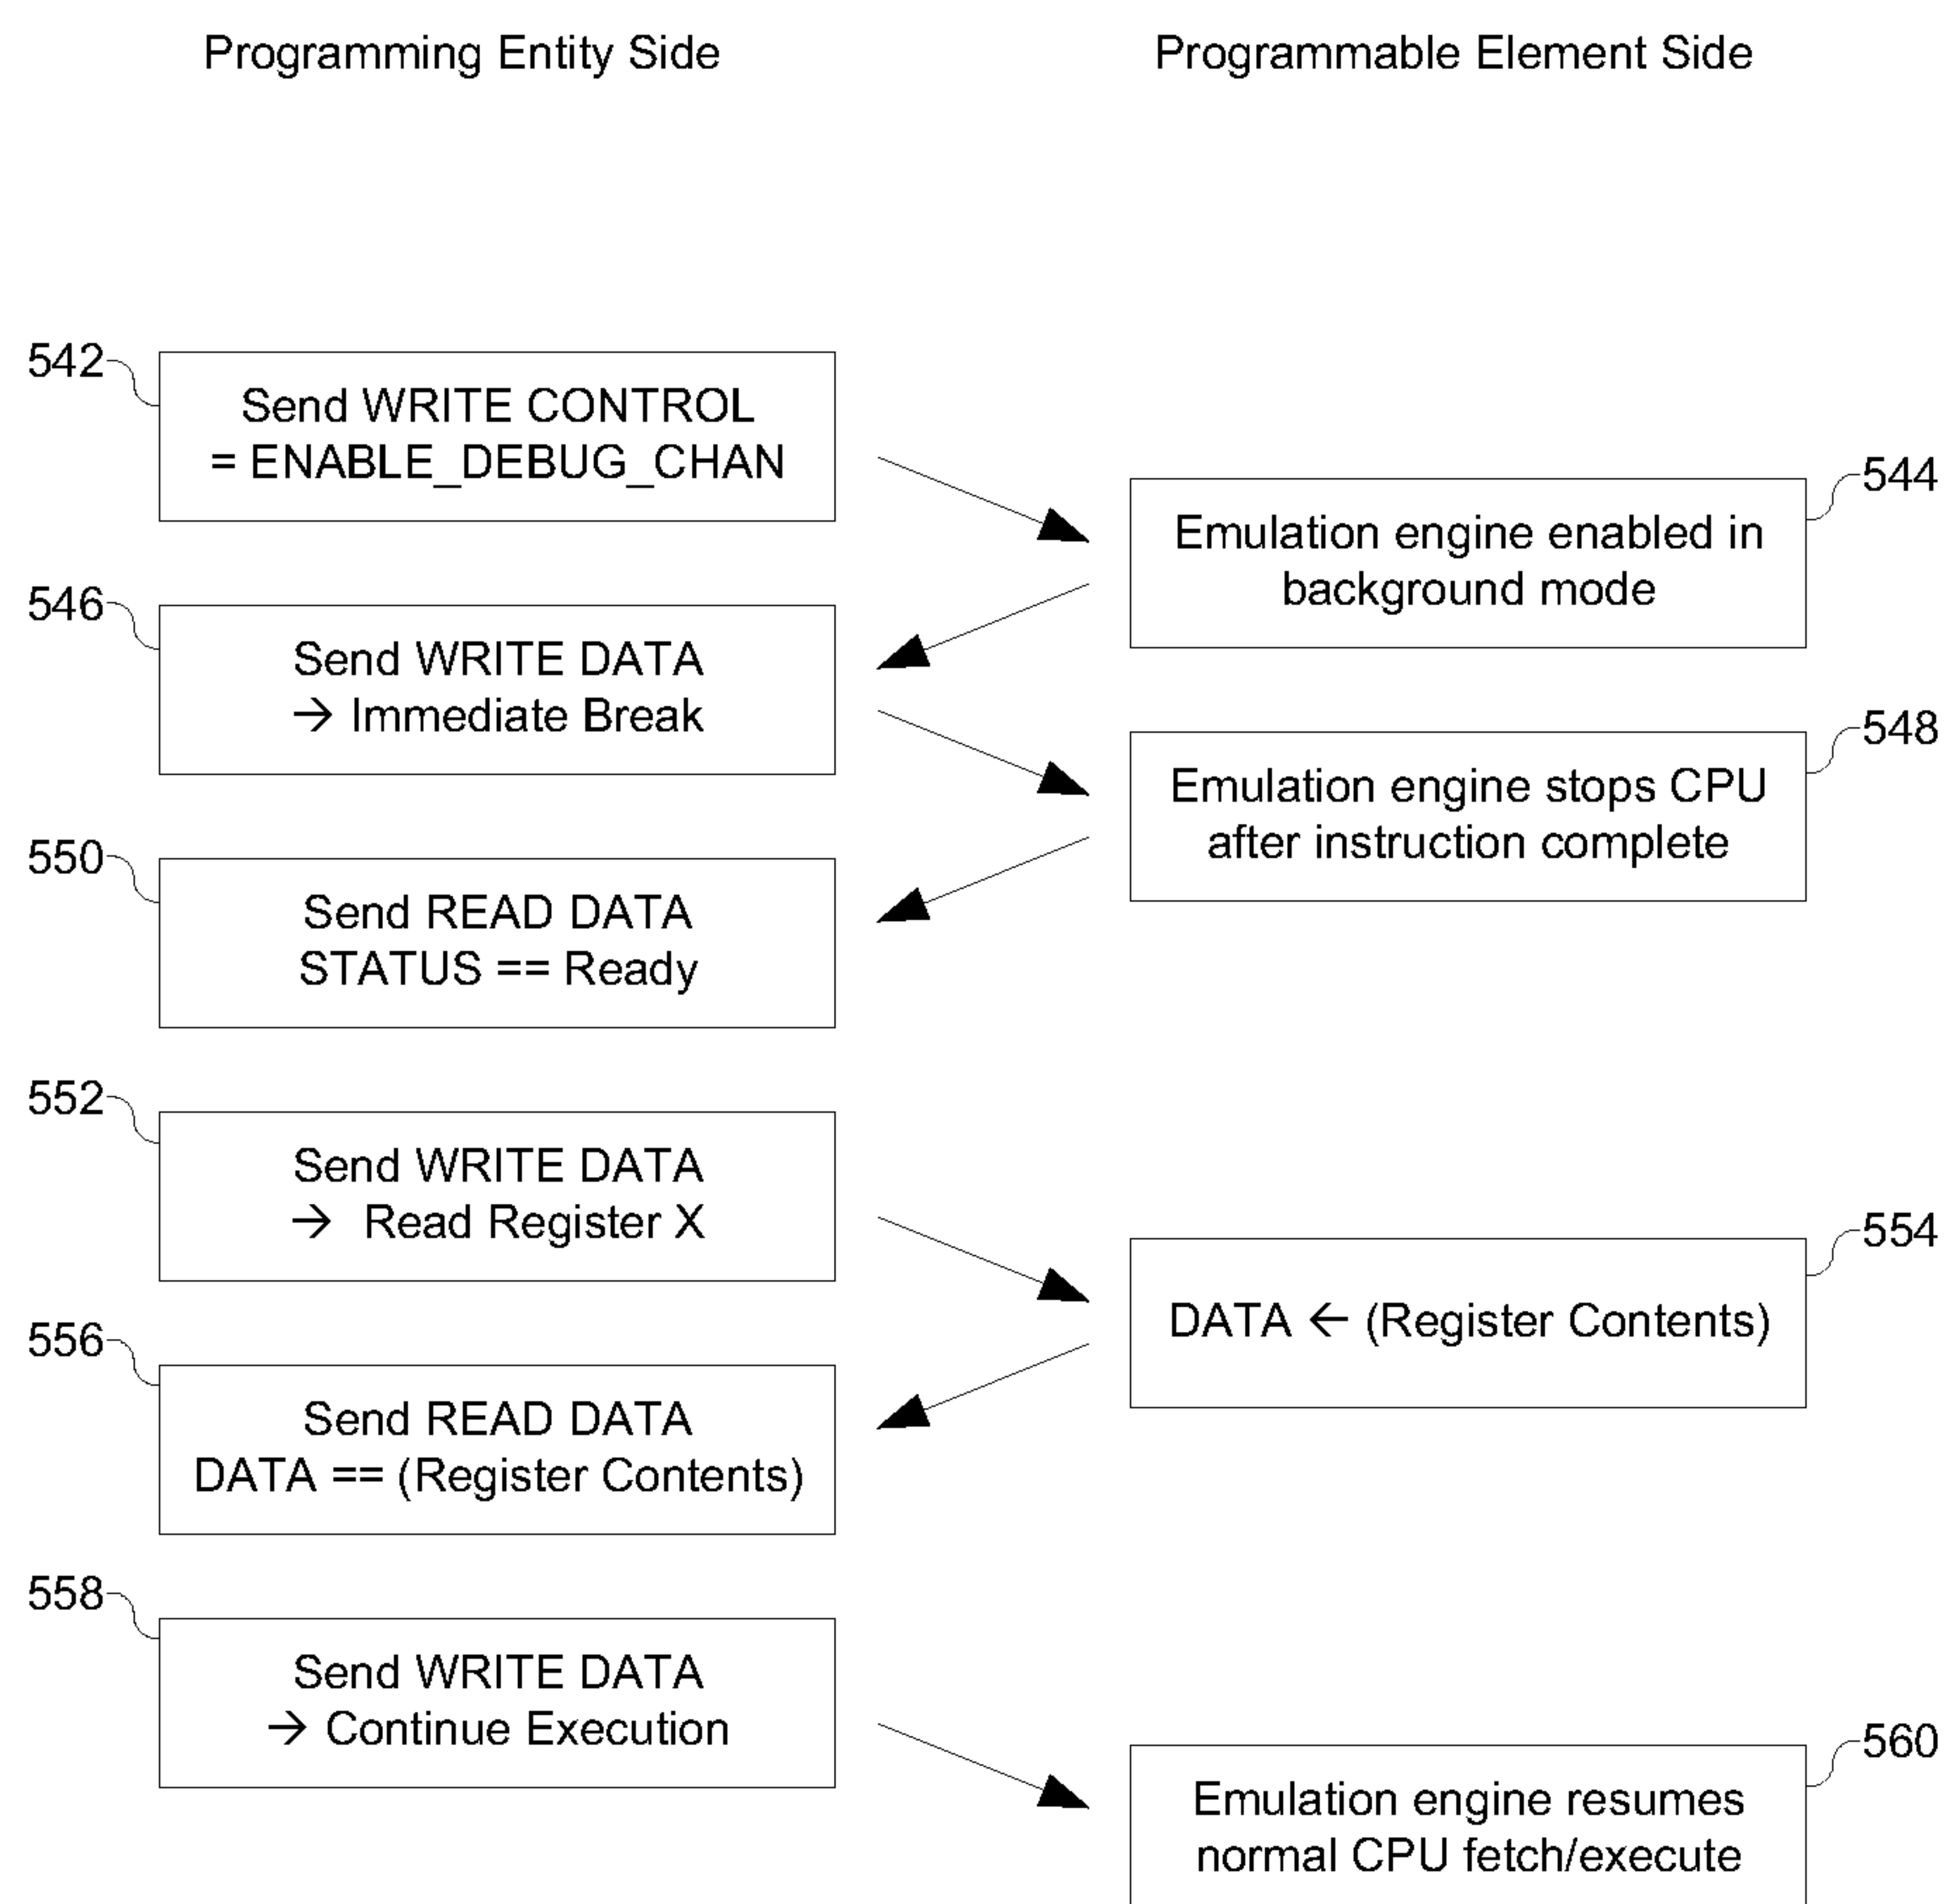 Programming Entity Side
Programmable Element Side
542
Send WRITE CONTROL
= ENABLE_DEBUG_CHAN
544
Emulation engine enabled in
background mode
546
Send WRITE DATA
→ Immediate Break
548
Emulation engine stops CPU
after instruction complete
550
Send READ DATA
STATUS == Ready
552
Send WRITE DATA
→ Read Register X
554
DATA ← (Register Contents)
556
Send READ DATA
DATA == (Register Contents)
558
Send WRITE DATA
→ Continue Execution
560
Emulation engine resumes
normal CPU fetch/execute